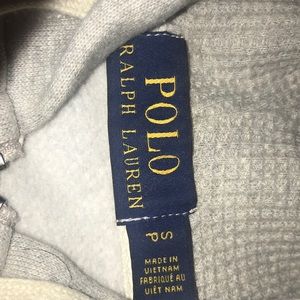 POLO
RALPH LAUREN
S
P
MADE IN
VIETNAM
FABRIQUÉ AU
VIÊT NAM